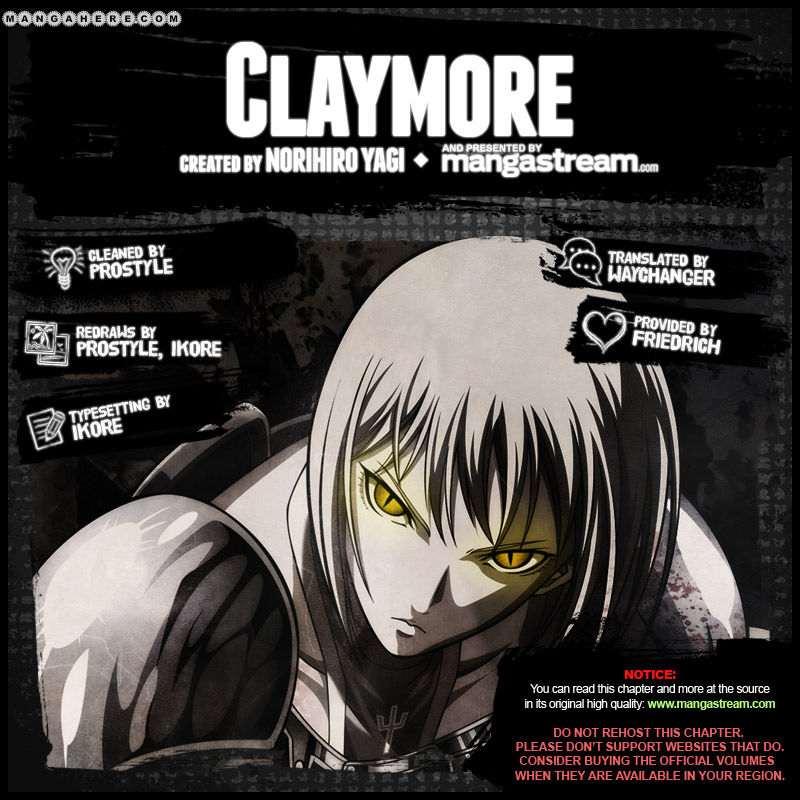 MANGAHERE.COM
CLAYMORE
CREATED BY NORIHIRO YAGI ◆ AND PRESENTED BY mangastream.com
CLEANED BY
PROSTYLE
REDRAWS BY
PROSTYLE, IKORE
TYPESETTING BY
IKORE
TRANSLATED BY
WAYCHANGER
PROVIDED BY
FRIEDRICH
NOTICE:
You can read this chapter and more at the source
in its original high quality: www.mangastream.com
DO NOT REHOST THIS CHAPTER.
PLEASE DON'T SUPPORT WEBSITES THAT DO.
CONSIDER BUYING THE OFFICIAL VOLUMES
WHEN THEY ARE AVAILABLE IN YOUR REGION.